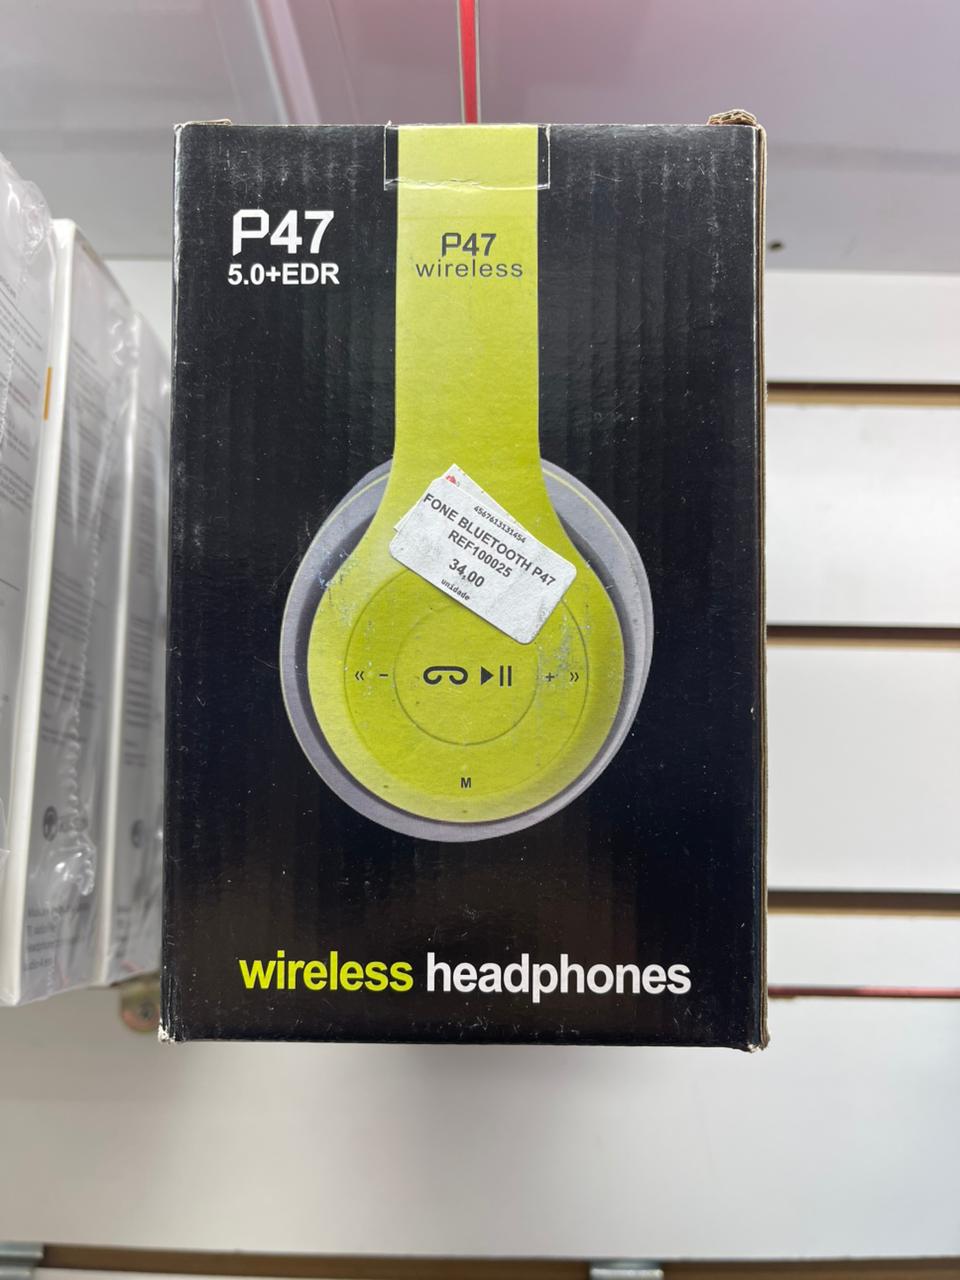 P47
5.0+EDR
P47
wireless
4567613131454
FONE BLUETOOTH P47
REF100025
34,00
unidade
« - ▶|| + »
M
wireless headphones